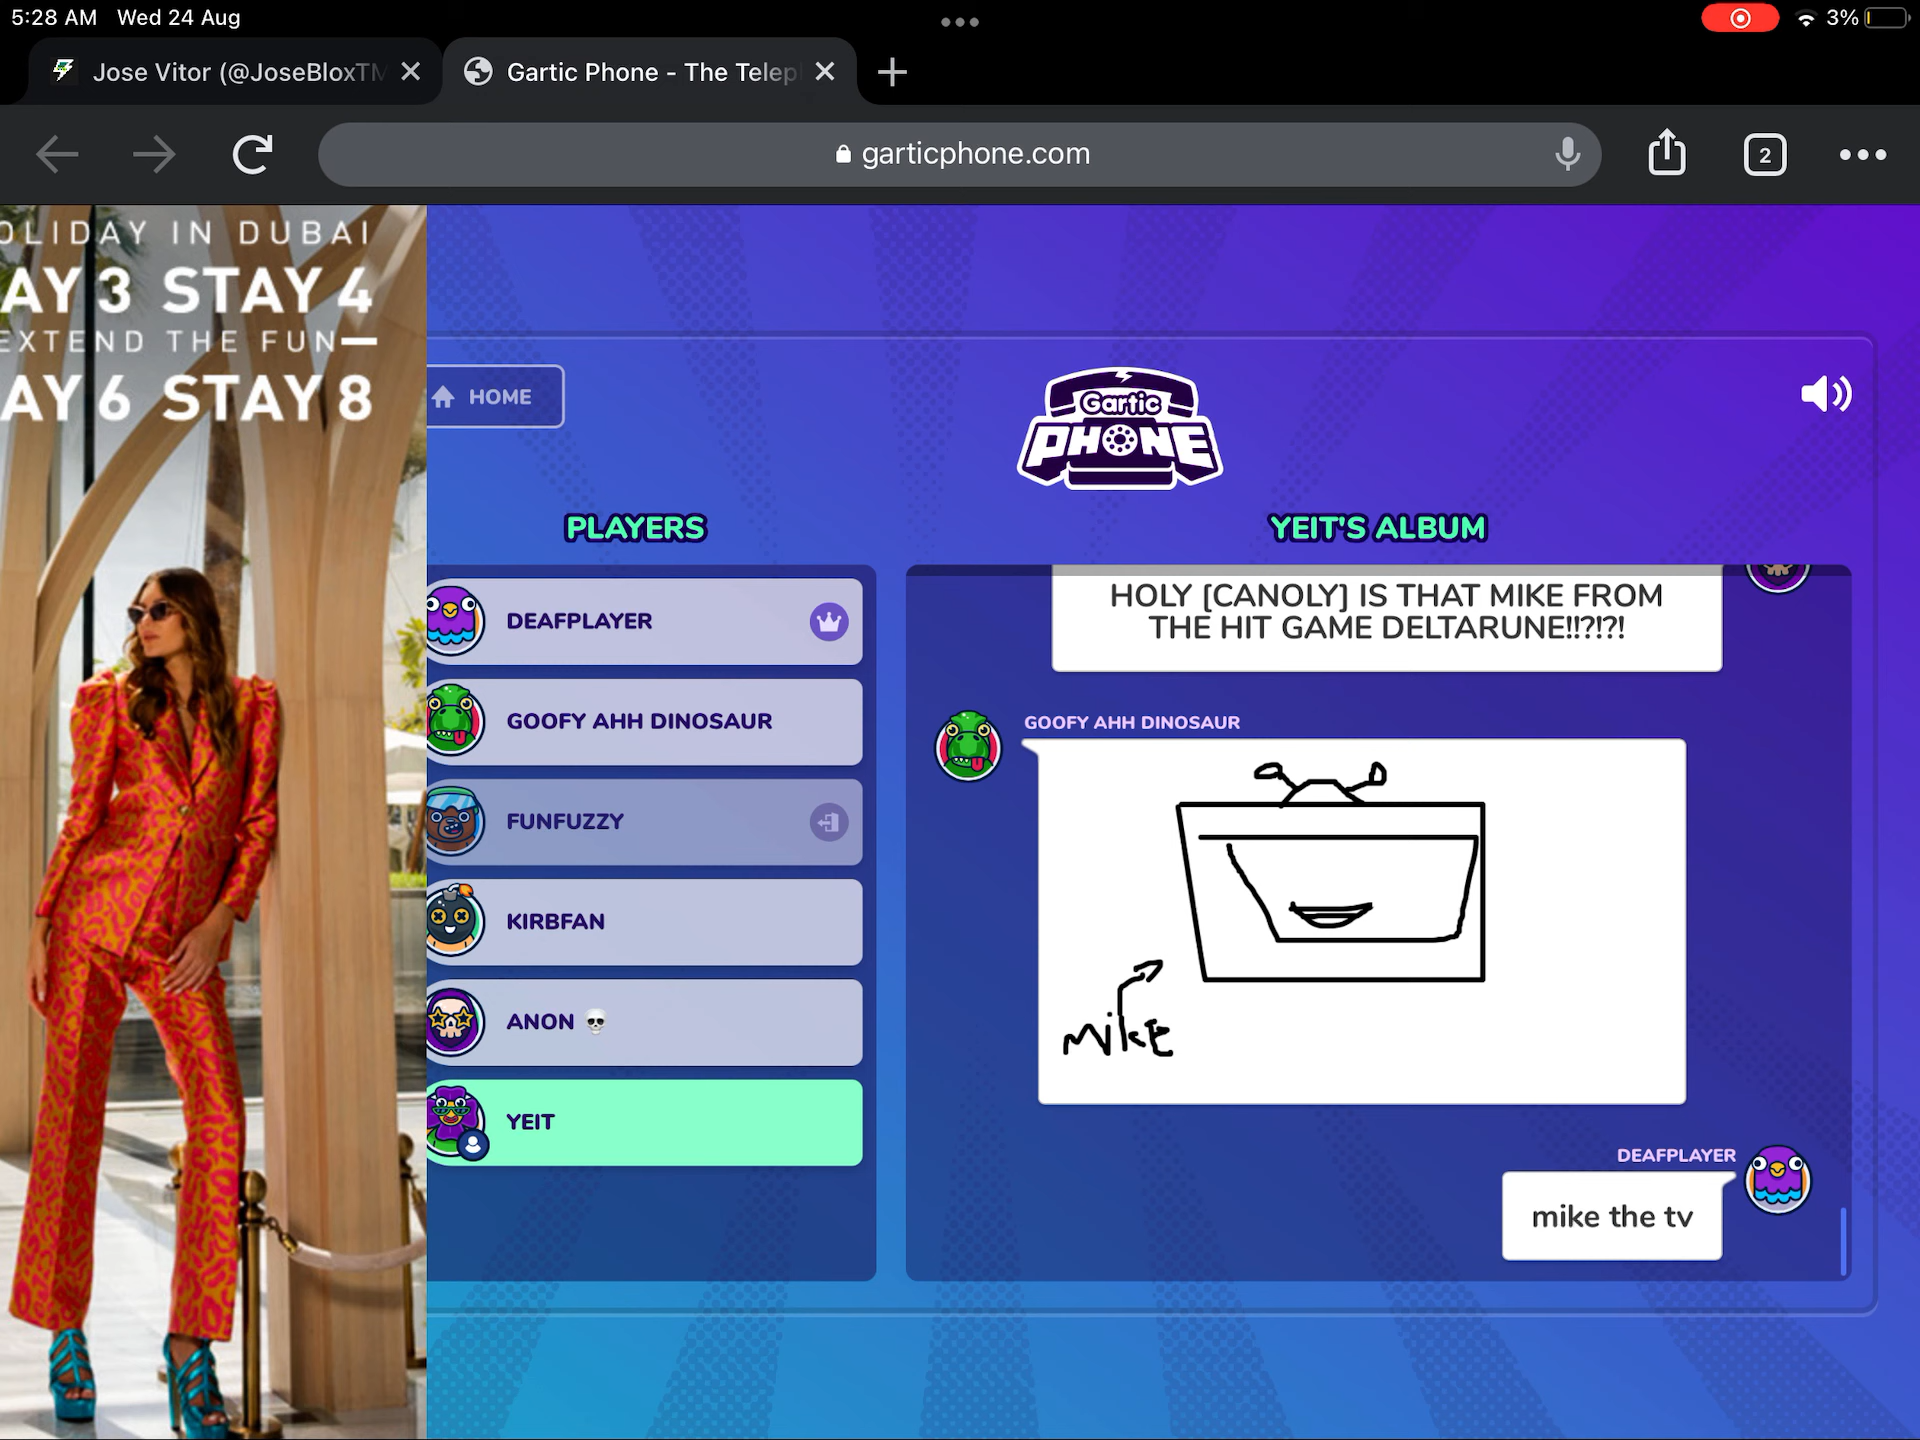 5:28 AM Wed 24 Aug
3%
Jose Vitor (@JoseBloxTM
Gartic Phone - The Telep
garticphone.com
2
OLIDAY IN DUBAI
AY 3 STAY 4
EXTEND THE FUN—
AY 6 STAY 8
HOME
Gartic
PHONE
PLAYERS
DEAFPLAYER
GOOFY AHH DINOSAUR
FUNFUZZY
KIRBFAN
ANON 💀
YEIT
YEIT'S ALBUM
HOLY [CANOLY] IS THAT MIKE FROM
THE HIT GAME DELTARUNE!!?!?!
GOOFY AHH DINOSAUR
MikE
DEAFPLAYER
mike the tv